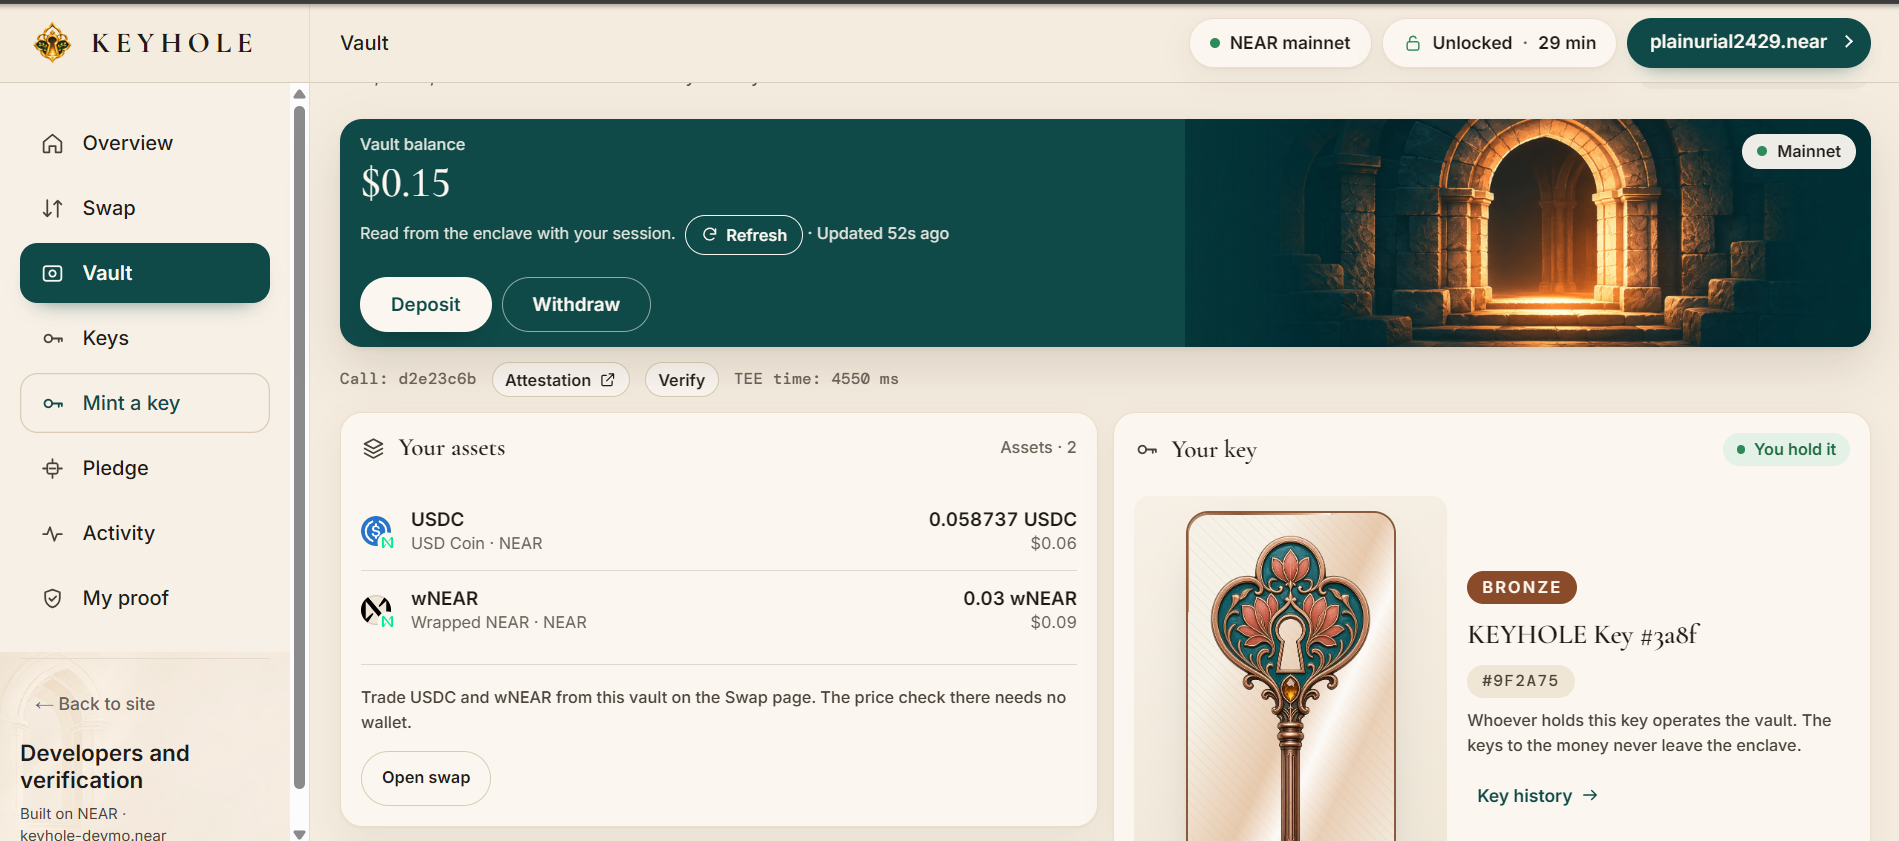 KEYHOLE
Vault
NEAR mainnet
Unlocked · 29 min
plainurial2429.near
Overview
Swap
Vault
Keys
Mint a key
Pledge
Activity
My proof
← Back to site
Developers and
verification
Built on NEAR ·
keyhole-devmo.near
Vault balance
$0.15
Read from the enclave with your session.
Refresh
· Updated 52s ago
Deposit
Withdraw
Mainnet
Call: d2e23c6b
Attestation
Verify
TEE time: 4550 ms
Your assets
Assets · 2
USDC
0.058737 USDC
USD Coin · NEAR
$0.06
wNEAR
0.03 wNEAR
Wrapped NEAR · NEAR
$0.09
Trade USDC and wNEAR from this vault on the Swap page. The price check there needs no
wallet.
Open swap
Your key
You hold it
BRONZE
KEYHOLE Key #3a8f
#9F2A75
Whoever holds this key operates the vault. The
keys to the money never leave the enclave.
Key history →